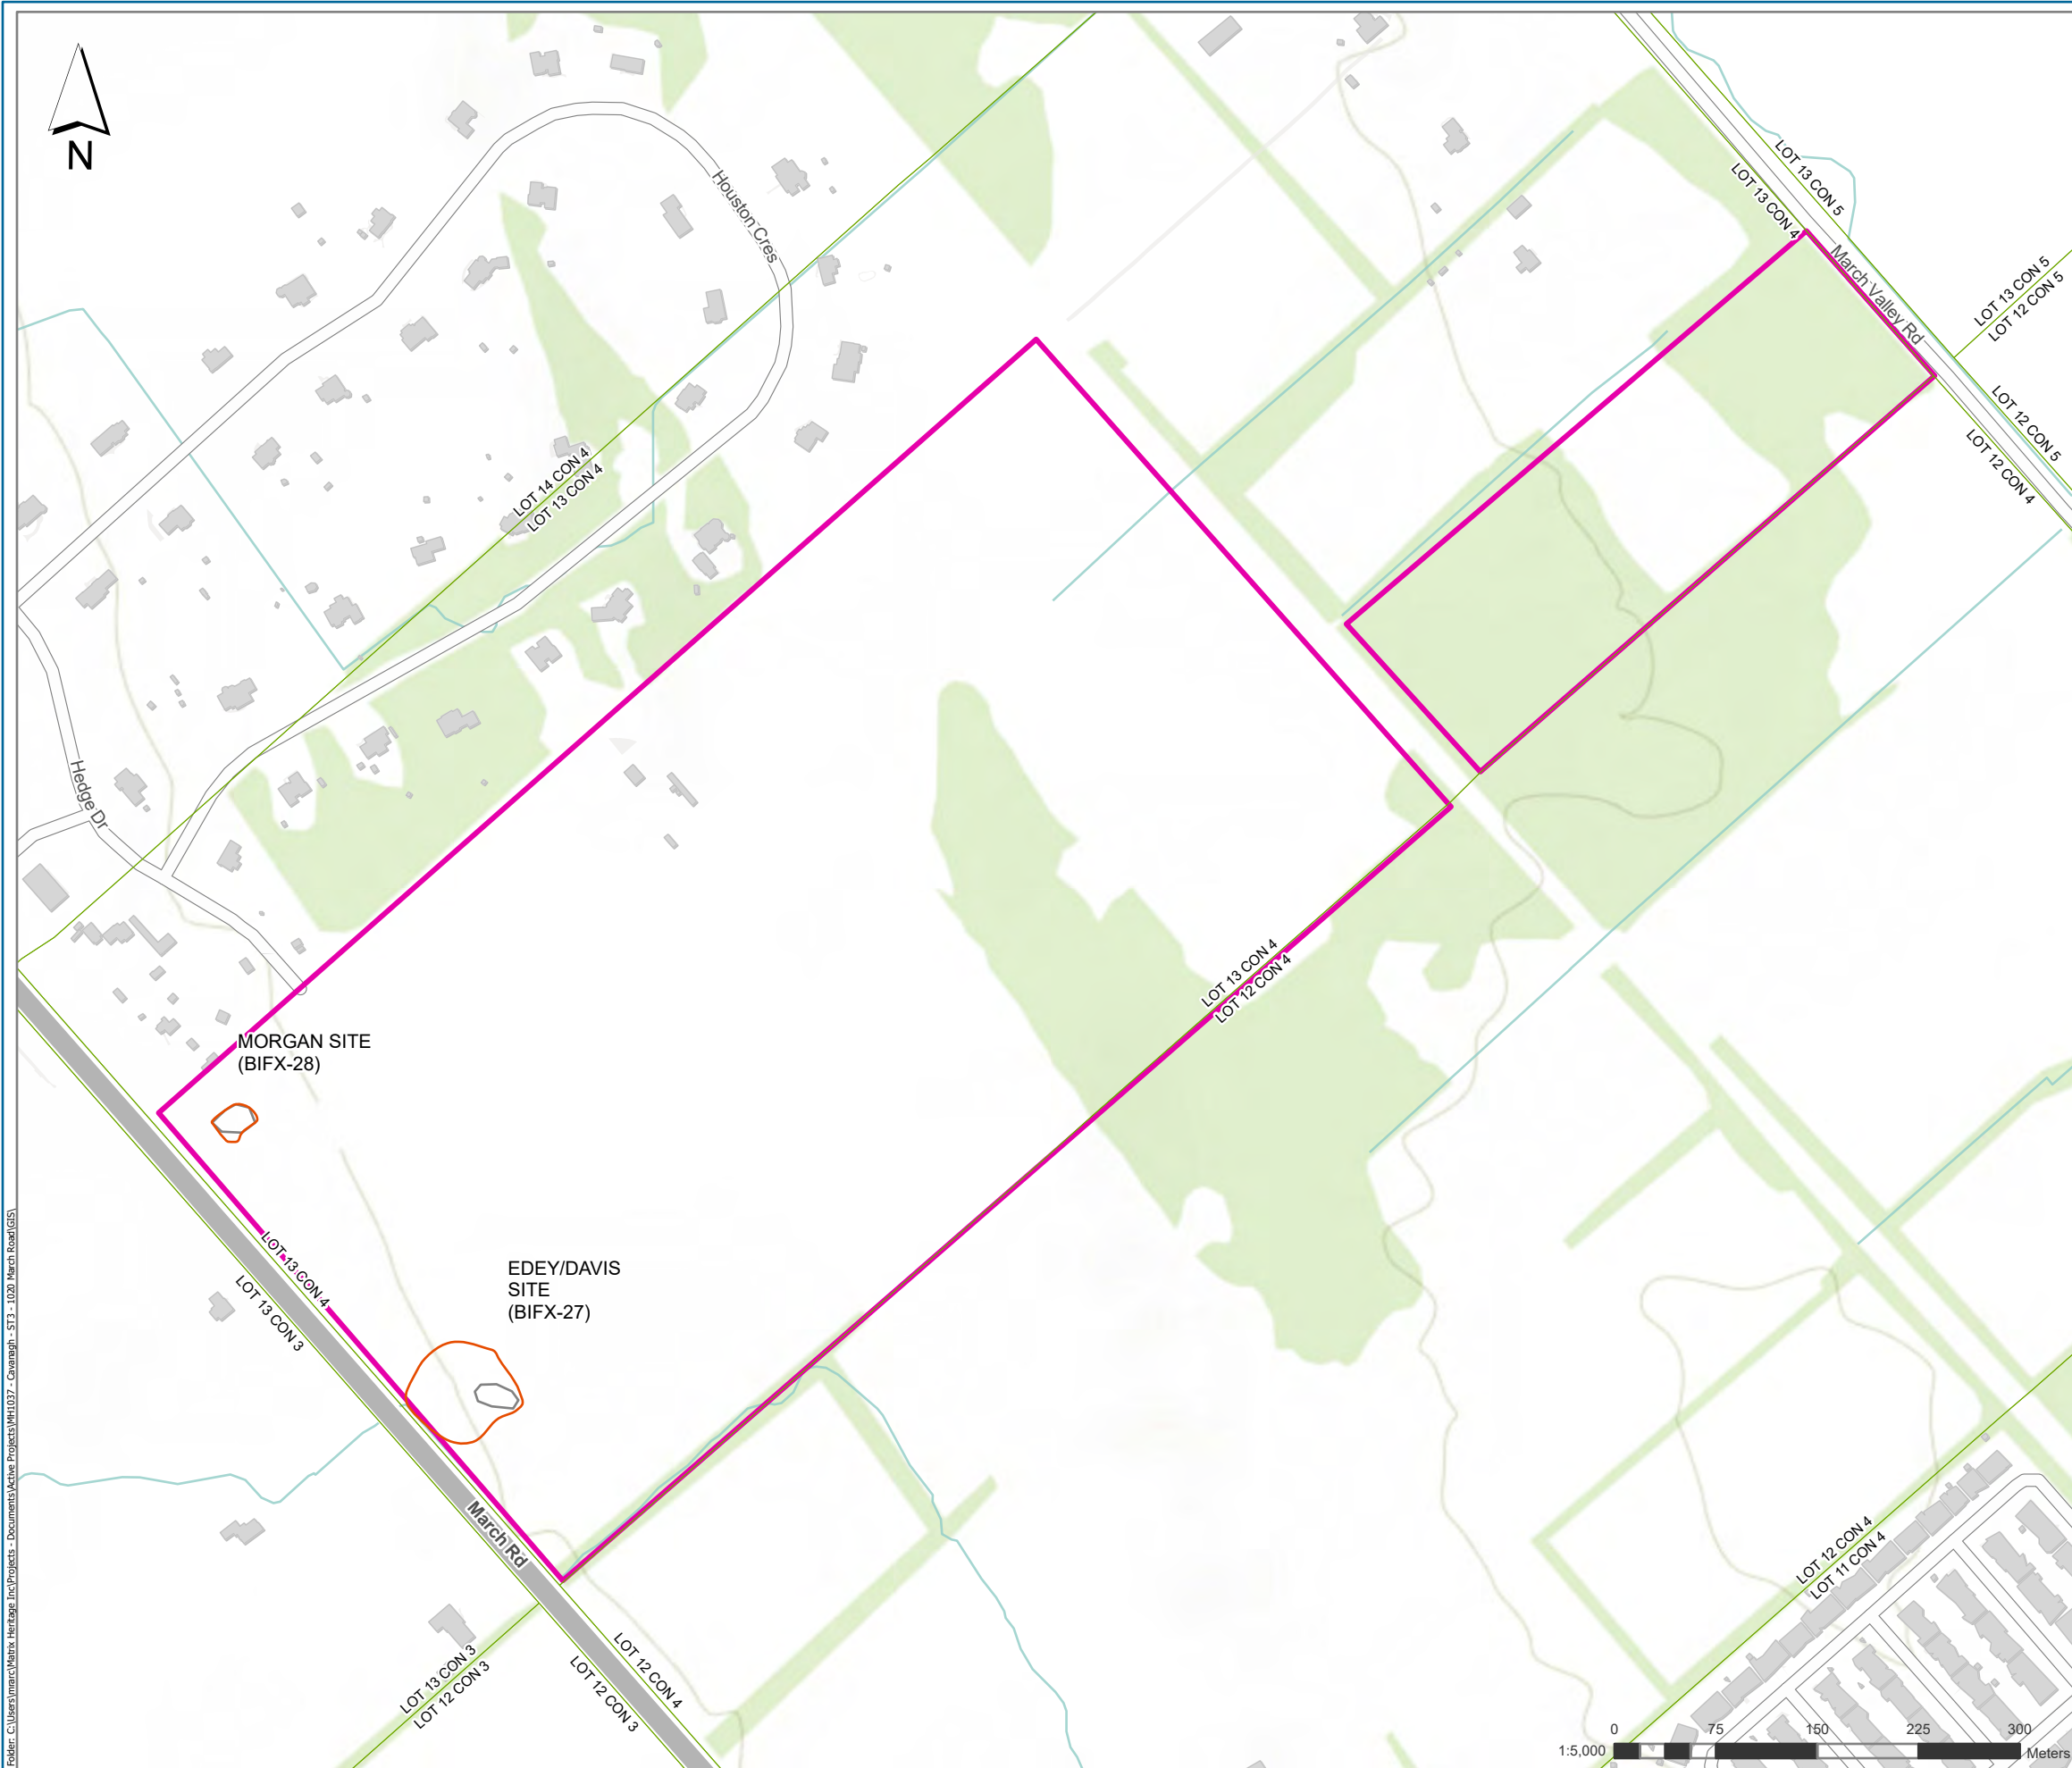 N
Houston Cres
LOT 13 CON 5
LOT 13 CON 4
March Valley Rd
LOT 13 CON 5
LOT 12 CON 5
LOT 12 CON 5
LOT 12 CON 4
LOT 14 CON 4
LOT 13 CON 4
Hedge Dr
LOT 13 CON 4
LOT 12 CON 4
MORGAN SITE
(BIFX-28)
LOT 13 CON 4
LOT 13 CON 3
EDEY/DAVIS
SITE
(BIFX-27)
March Rd
LOT 13 CON 3
LOT 12 CON 3
LOT 12 CON 4
LOT 12 CON 3
LOT 12 CON 4
LOT 11 CON 4
0 75 150 225 300
1:5,000 Meters
Folder: C:\Users\mrarc\Matrix Heritage Inc\Projects - Documents\Active Projects\MH1037 - Cavanagh - ST3 - 1020 March Road\GIS\